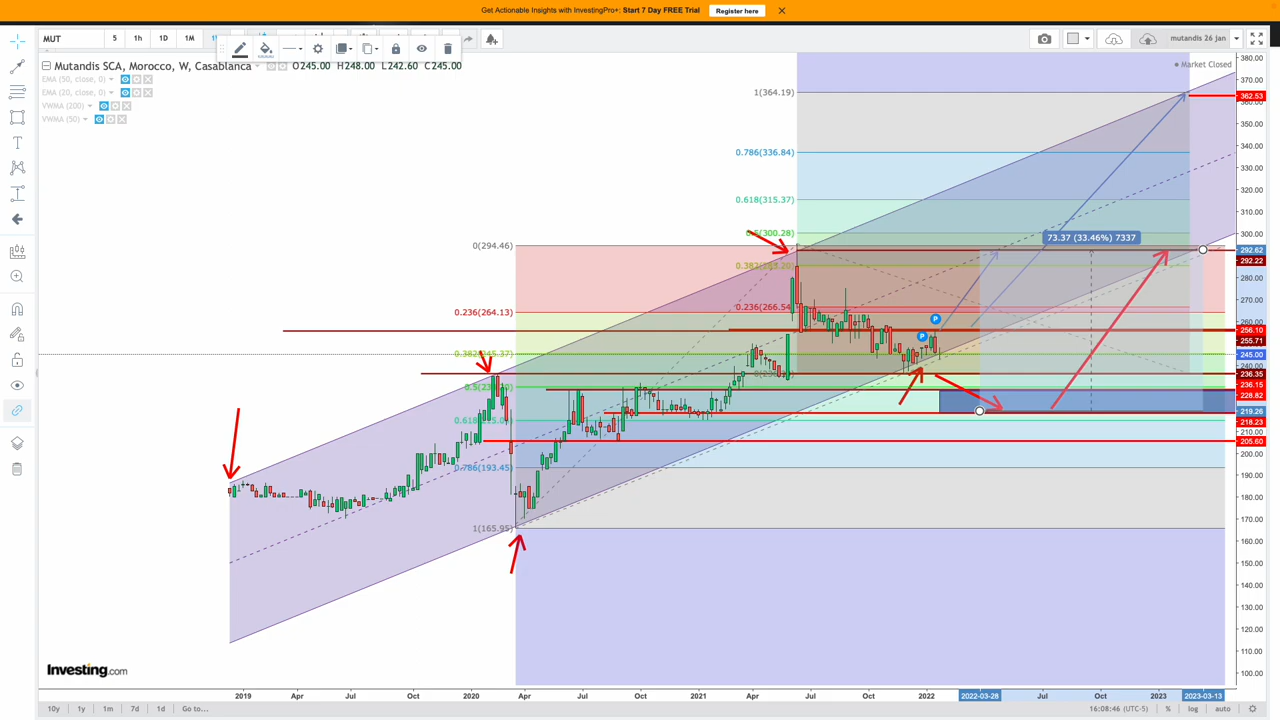 Get Actionable Insights with InvestingPro+: Start 7 Day FREE Trial
Register here
MUT
5
1h
1D
1M
mutandis 26 jan
Mutandis SCA, Morocco, W, Casablanca
O245.00 H248.00 L242.60 C245.00
Market Closed
EMA (50, close, 0)
EMA (20, close, 0)
VWMA (200)
VWMA (50)
1(364.19)
0.786(336.84)
0.618(315.37)
0.5(300.28)
0(294.46)
0.236(266.54)
0.236(264.13)
0.786(193.45)
1(165.95)
73.37 (33.46%) 7337
P
P
380.00
370.00
362.53
350.00
340.00
330.00
320.00
310.00
300.00
292.62
292.22
280.00
270.00
256.10
255.71
245.00
236.35
236.15
228.82
219.26
218.23
210.00
205.60
200.00
190.00
180.00
170.00
160.00
150.00
140.00
130.00
120.00
110.00
100.00
Investing.com
2019
Apr
Jul
Oct
2020
Apr
Jul
Oct
2021
Apr
Jul
Oct
2022
2022-03-28
Jul
Oct
2023
2023-03-13
10y
1y
1m
7d
1d
Go to...
16:08:46 (UTC-5)
%
log
auto